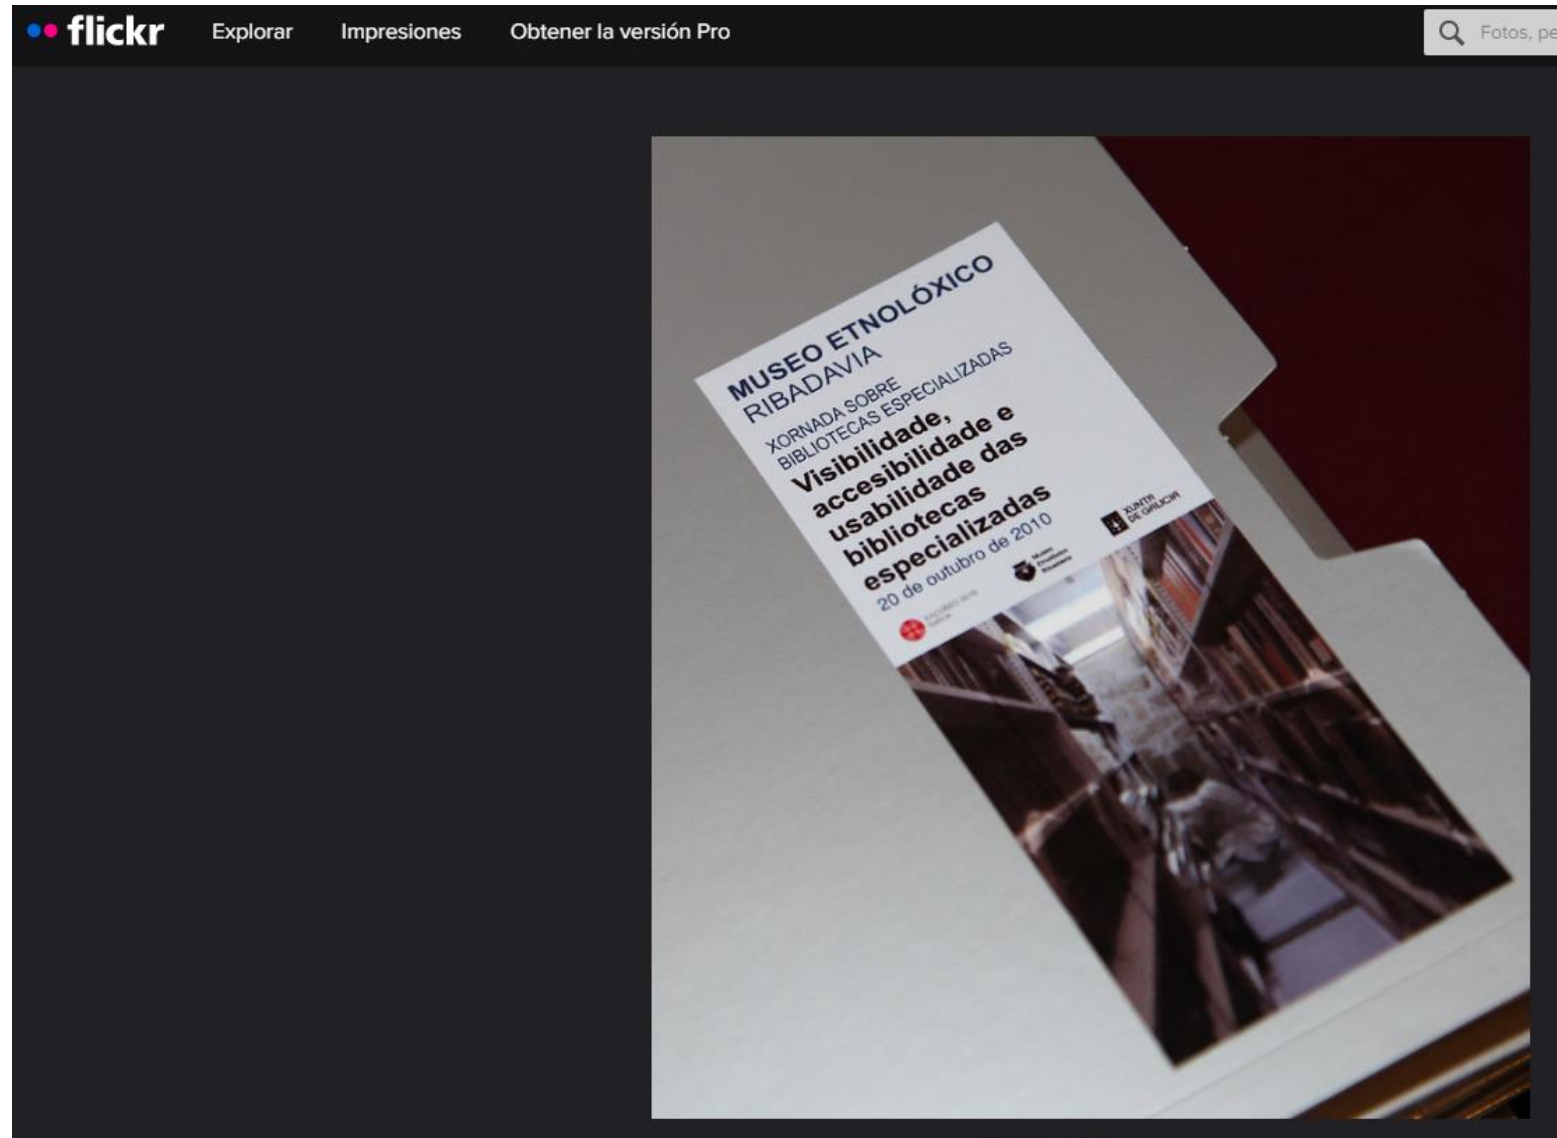 flickr
Explorar
Impresiones
Obtener la versión Pro
Fotos, pe
MUSEO ETNOLÓXICO
RIBADAVIA
XORNADA SOBRE
BIBLIOTECAS ESPECIALIZADAS
Visibilidade,
accesibilidade e
usabilidade das
bibliotecas
especializadas
20 de outubro de 2010
XUNTA
DE GALICIA